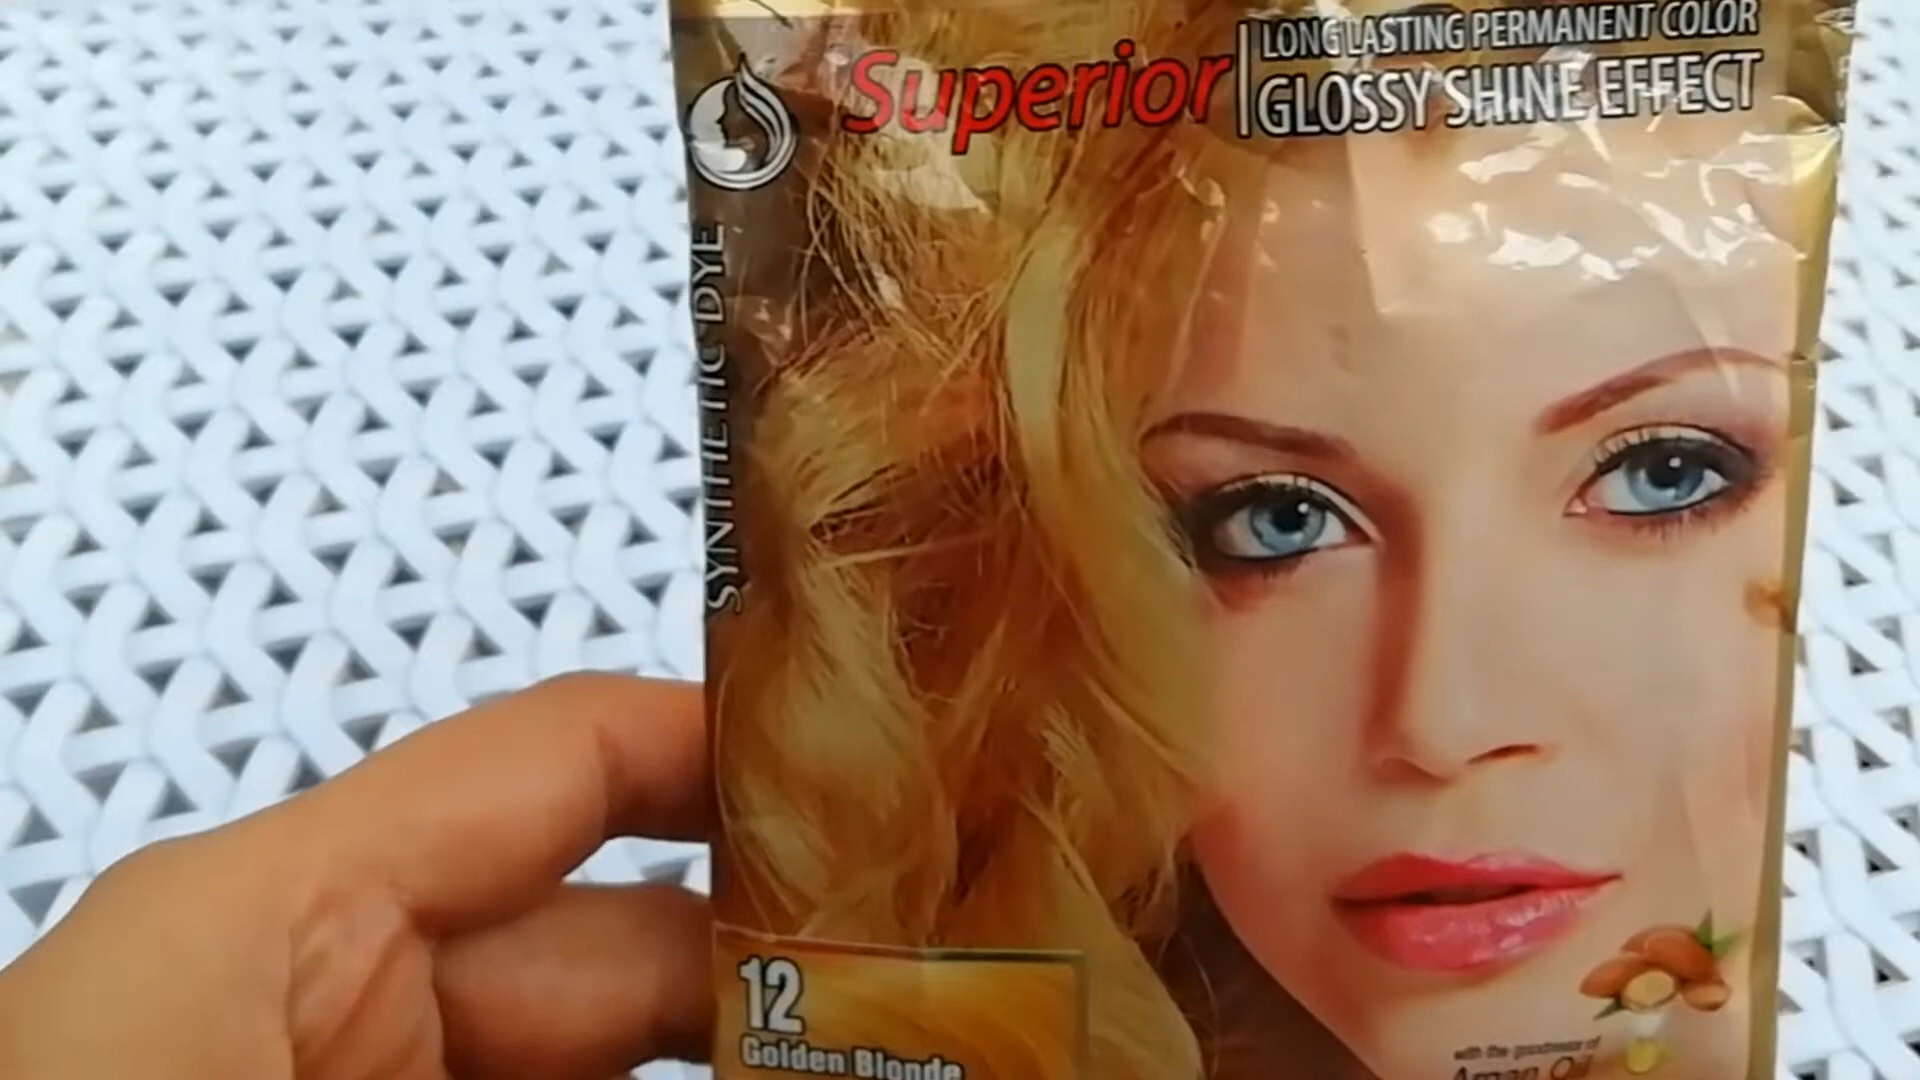 Superior
LONG LASTING PERMANENT COLOR
GLOSSY SHINE EFFECT
SYNTHETIC DYE
12
Golden Blonde
with the goodness of
Argan Oil